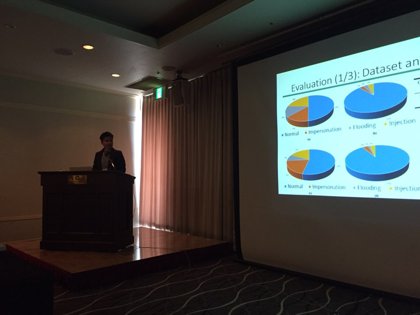 Evaluation (1/3): Dataset an
Normal Impersonation Flooding Injection
Normal Impersonation Flooding Injection